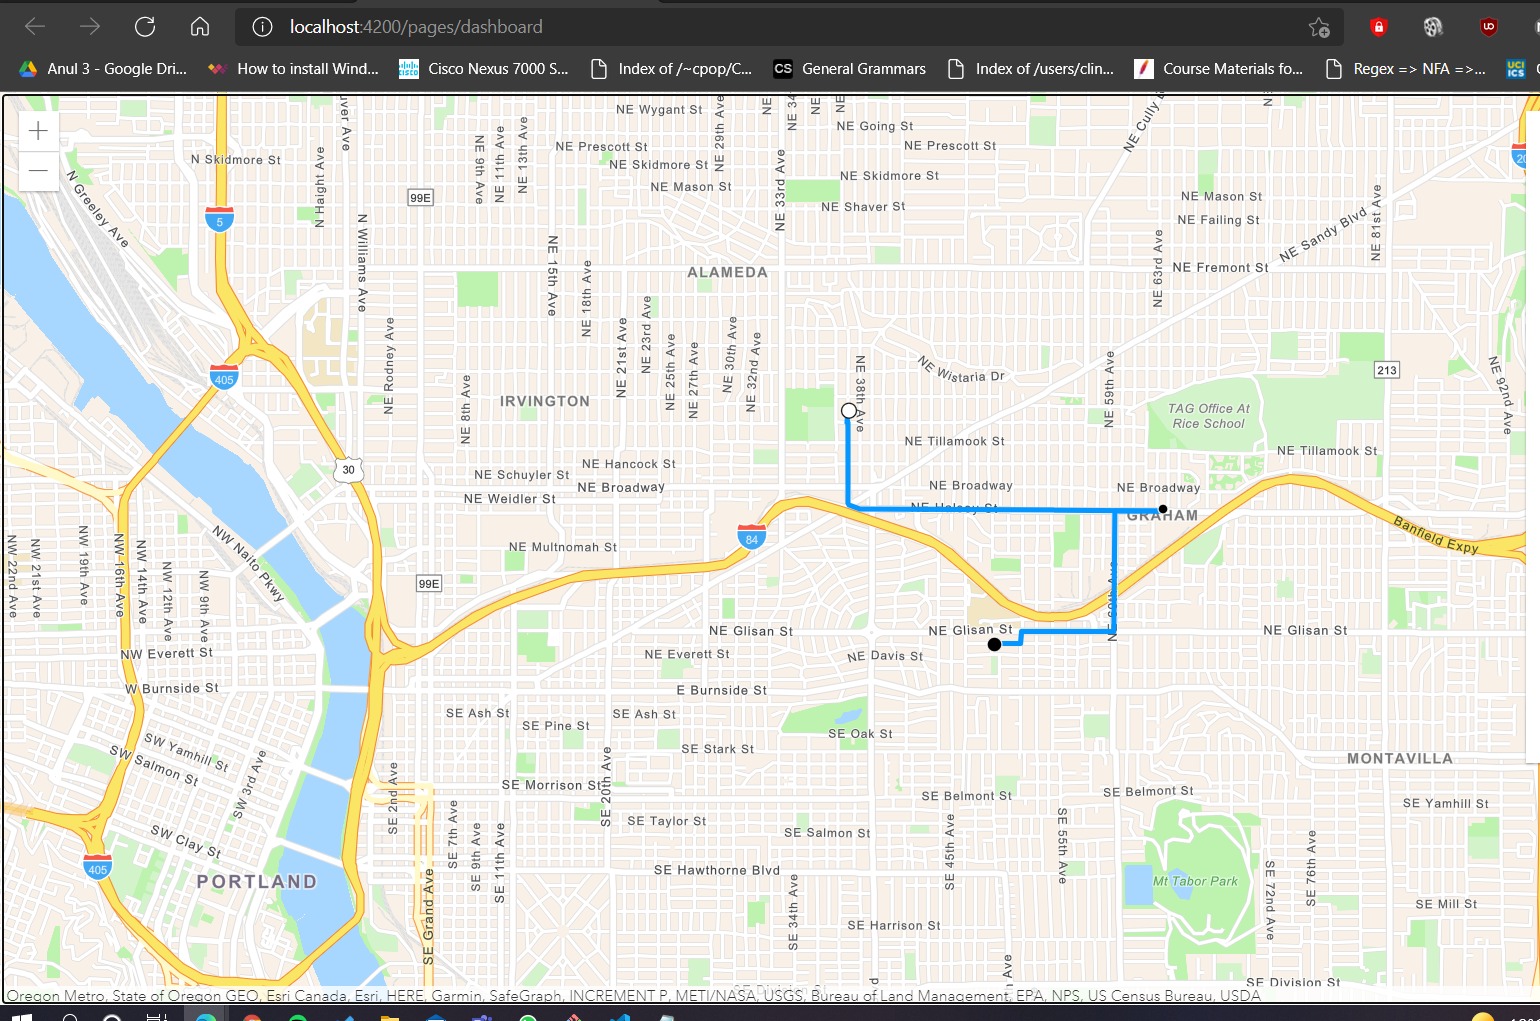 localhost:4200/pages/dashboard
Anul 3 - Google Dri...
How to install Wind...
Cisco Nexus 7000 S...
Index of /~cpop/C...
CS General Grammars
Index of /users/clin...
Course Materials fo...
Regex => NFA =>...
UCI ICS
NE Wygant St
NE Going St
NE Prescott St
NE Prescott St
N Skidmore St
NE Skidmore St
NE Skidmore St
NE Mason St
NE Mason St
NE Shaver St
NE Failing St
NE Fremont St
N Greeley Ave
N Haight Ave
N Williams Ave
NE Rodney Ave
NE 9th Ave
NE 11th Ave
NE 13th Ave
NE 29th Ave
NE 33rd Ave
NE 63rd Ave
NE 81st Ave
NE Sandy Blvd
99E
5
ALAMEDA
NE 15th Ave
NE 18th Ave
NE 21st Ave
NE 23rd Ave
NE 25th Ave
NE 27th Ave
NE 30th Ave
NE 32nd Ave
NE 38th Ave
NE Wistaria Dr
NE 59th Ave
213
NE 92nd Ave
405
IRVINGTON
NE 8th Ave
TAG Office At
Rice School
NE Tillamook St
NE Tillamook St
30
NE Schuyler St
NE Hancock St
NE Weidler St
NE Broadway
NE Broadway
NE Broadway
NE Halsey St
GRAHAM
84
Banfield Expy
NE Multnomah St
99E
NW 22nd Ave
NW 21st Ave
NW 19th Ave
NW 16th Ave
NW 14th Ave
NW 12th Ave
NW 9th Ave
NW Naito Pkwy
NE 60th Ave
NE Glisan St
NE Glisan St
NE Glisan St
NW Everett St
NE Everett St
NE Davis St
W Burnside St
E Burnside St
SE Ash St
SE Ash St
SE Pine St
SE Oak St
SE Stark St
SW Yamhill St
SW Salmon St
SW 3rd Ave
MONTAVILLA
SE Morrison St
SE 20th Ave
SE 2nd Ave
SE Belmont St
SE Belmont St
SE Yamhill St
SE Taylor St
SE Salmon St
SW Clay St
SE 7th Ave
SE 9th Ave
SE 11th Ave
SE 45th Ave
SE 55th Ave
405
PORTLAND
SE Hawthorne Blvd
Mt Tabor Park
SE 72nd Ave
SE 76th Ave
SE Grand Ave
SE 34th Ave
SE Mill St
SE Harrison St
SE Division St
Oregon Metro, State of Oregon GEO, Esri Canada, Esri, HERE, Garmin, SafeGraph, INCREMENT P, METI/NASA, USGS, Bureau of Land Management, EPA, NPS, US Census Bureau, USDA